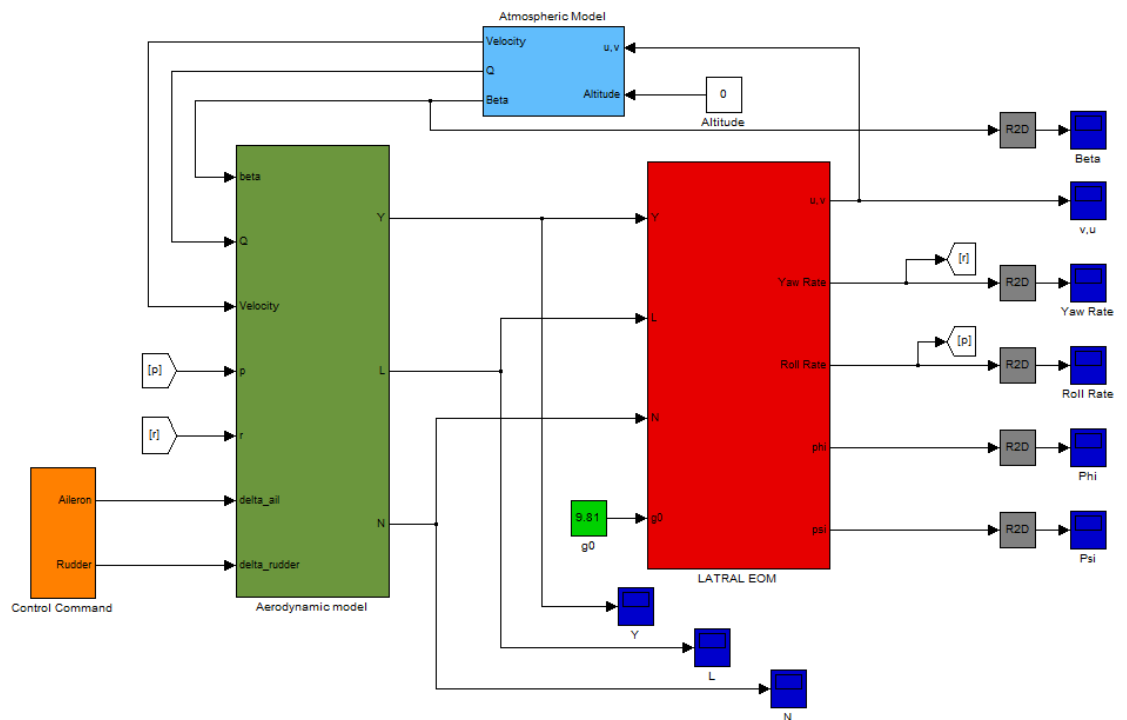 Atmospheric Model
Velocity
u,v
Q
Altitude
Beta
0
Altitude
R2D
Beta
beta
Y
Y
u,v
v,u
Q
[r]
Yaw Rate
R2D
Yaw Rate
Velocity
L
[p]
Roll Rate
R2D
Roll Rate
[p]
p
L
[r]
r
N
phi
R2D
Phi
Aileron
delta_ail
N
9.81
g0
g0
psi
R2D
Psi
Rudder
delta_rudder
Control Command
Aerodynamic model
LATRAL EOM
Y
L
N